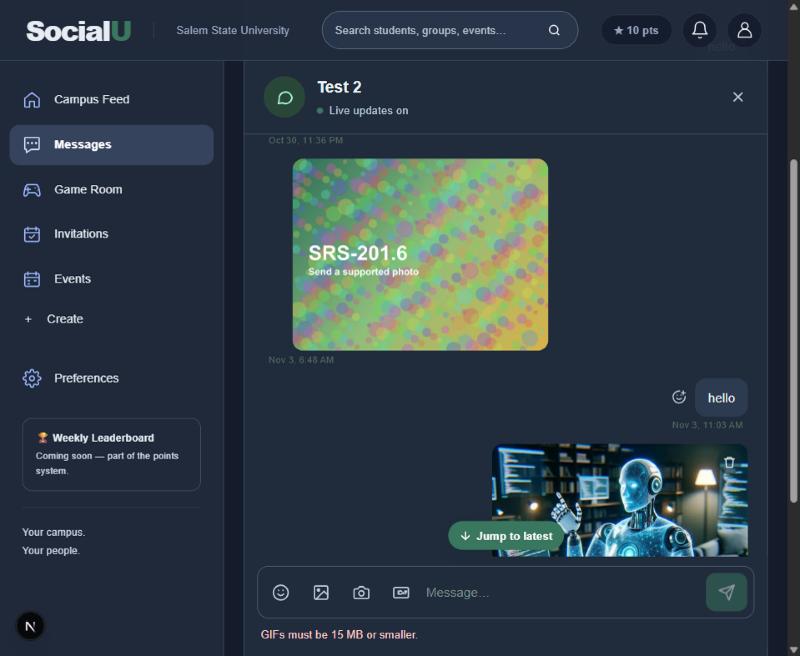 SocialU
Salem State University
Search students, groups, events...
★ 10 pts
hello
Campus Feed
Messages
Game Room
Invitations
Events
+ Create
Preferences
🏆 Weekly Leaderboard
Coming soon — part of the points
system.
Your campus.
Your people.
N
Test 2
Live updates on
Oct 30, 11:36 PM
SRS-201.6
Send a supported photo
Nov 3, 6:48 AM
hello
Nov 3, 11:03 AM
↓ Jump to latest
GIF
Message...
GIFs must be 15 MB or smaller.